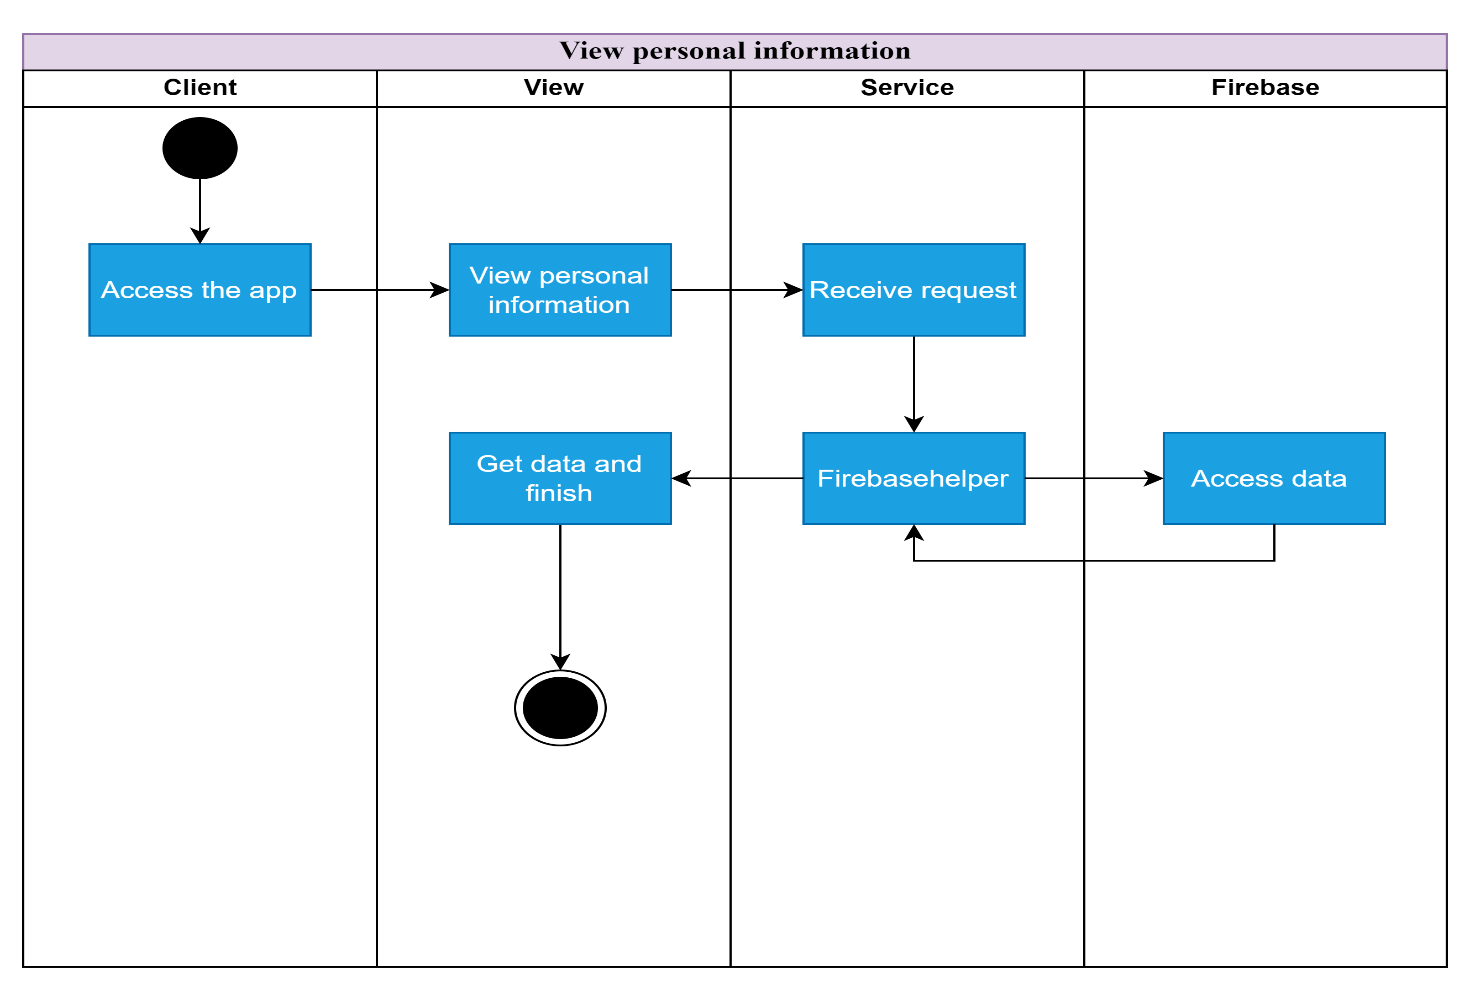 View personal information
Client
View
Service
Firebase
Access the app
View personal
information
Receive request
Get data and
finish
Firebasehelper
Access data